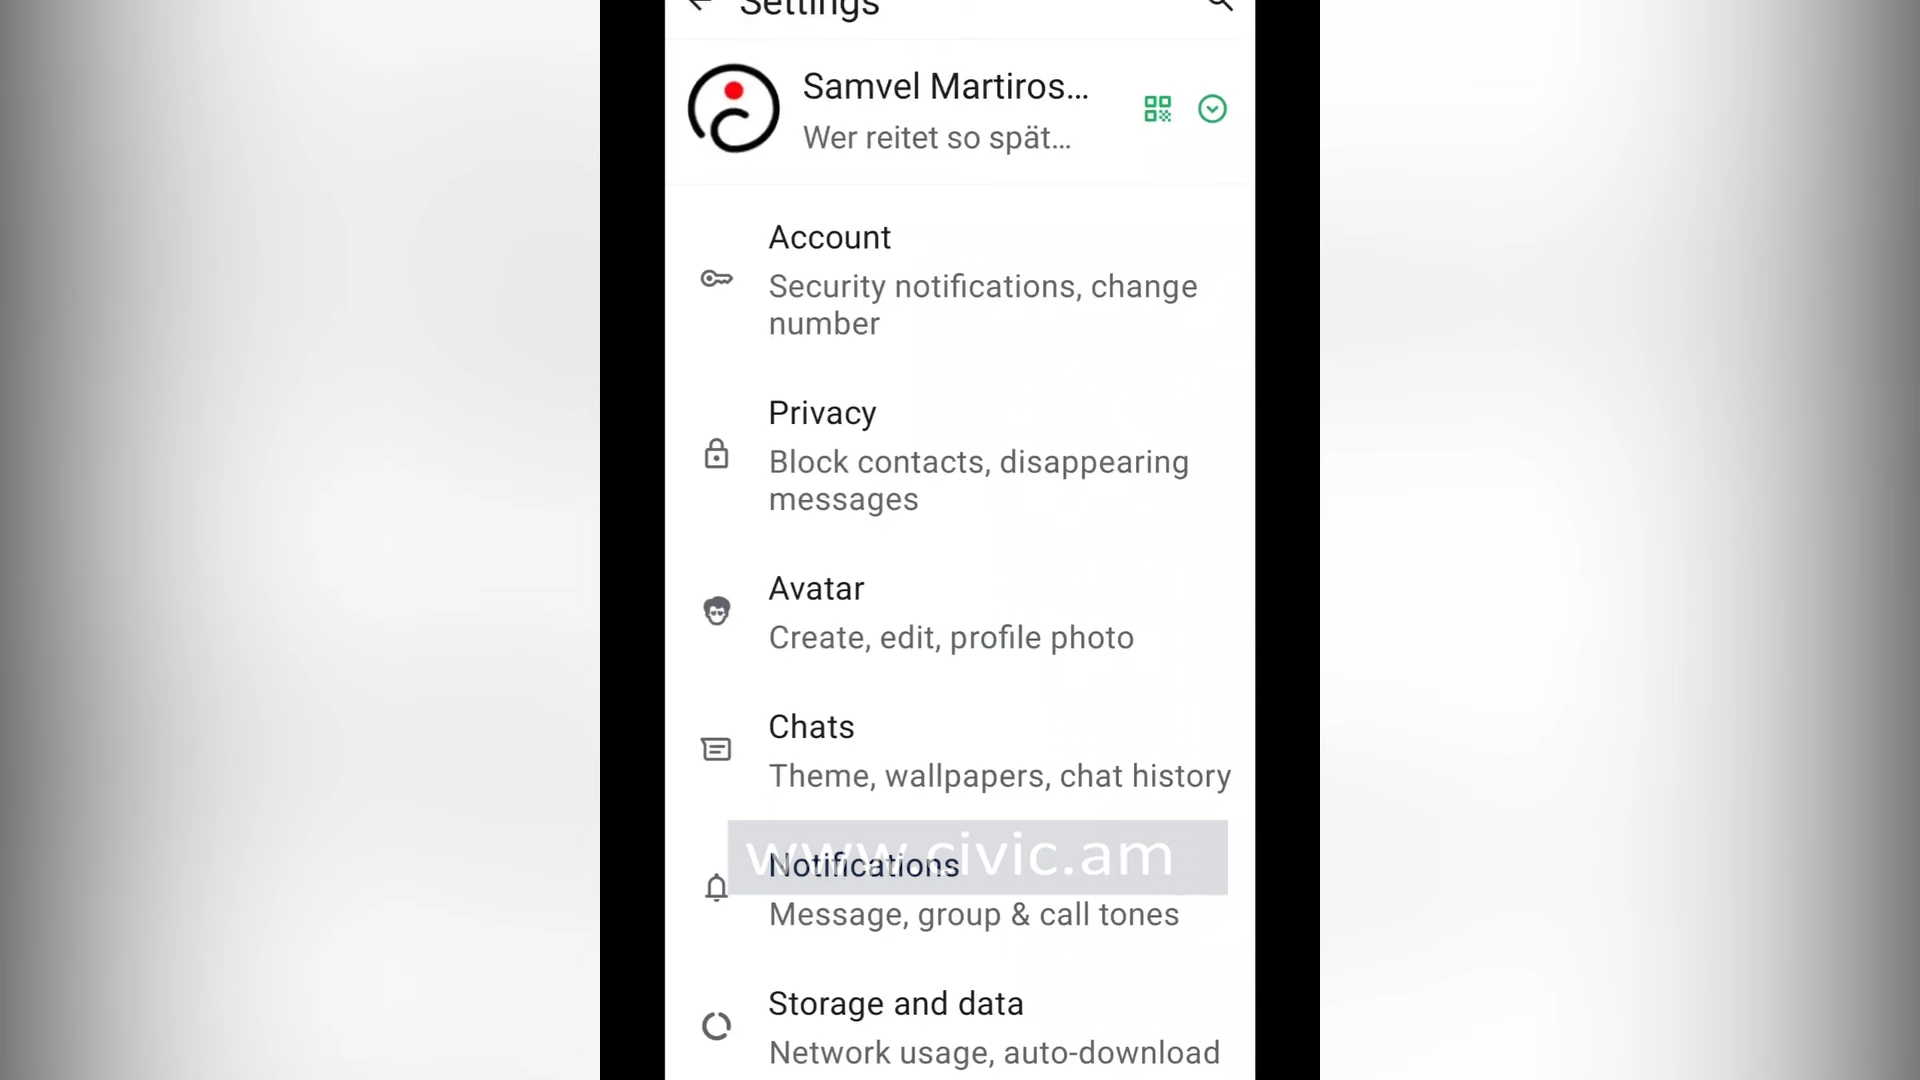 Settings
Samvel Martiros...
Wer reitet so spät...
Account
Security notifications, change
number
Privacy
Block contacts, disappearing
messages
Avatar
Create, edit, profile photo
Chats
Theme, wallpapers, chat history
www.civic.am
Notifications
Message, group & call tones
Storage and data
Network usage, auto-download